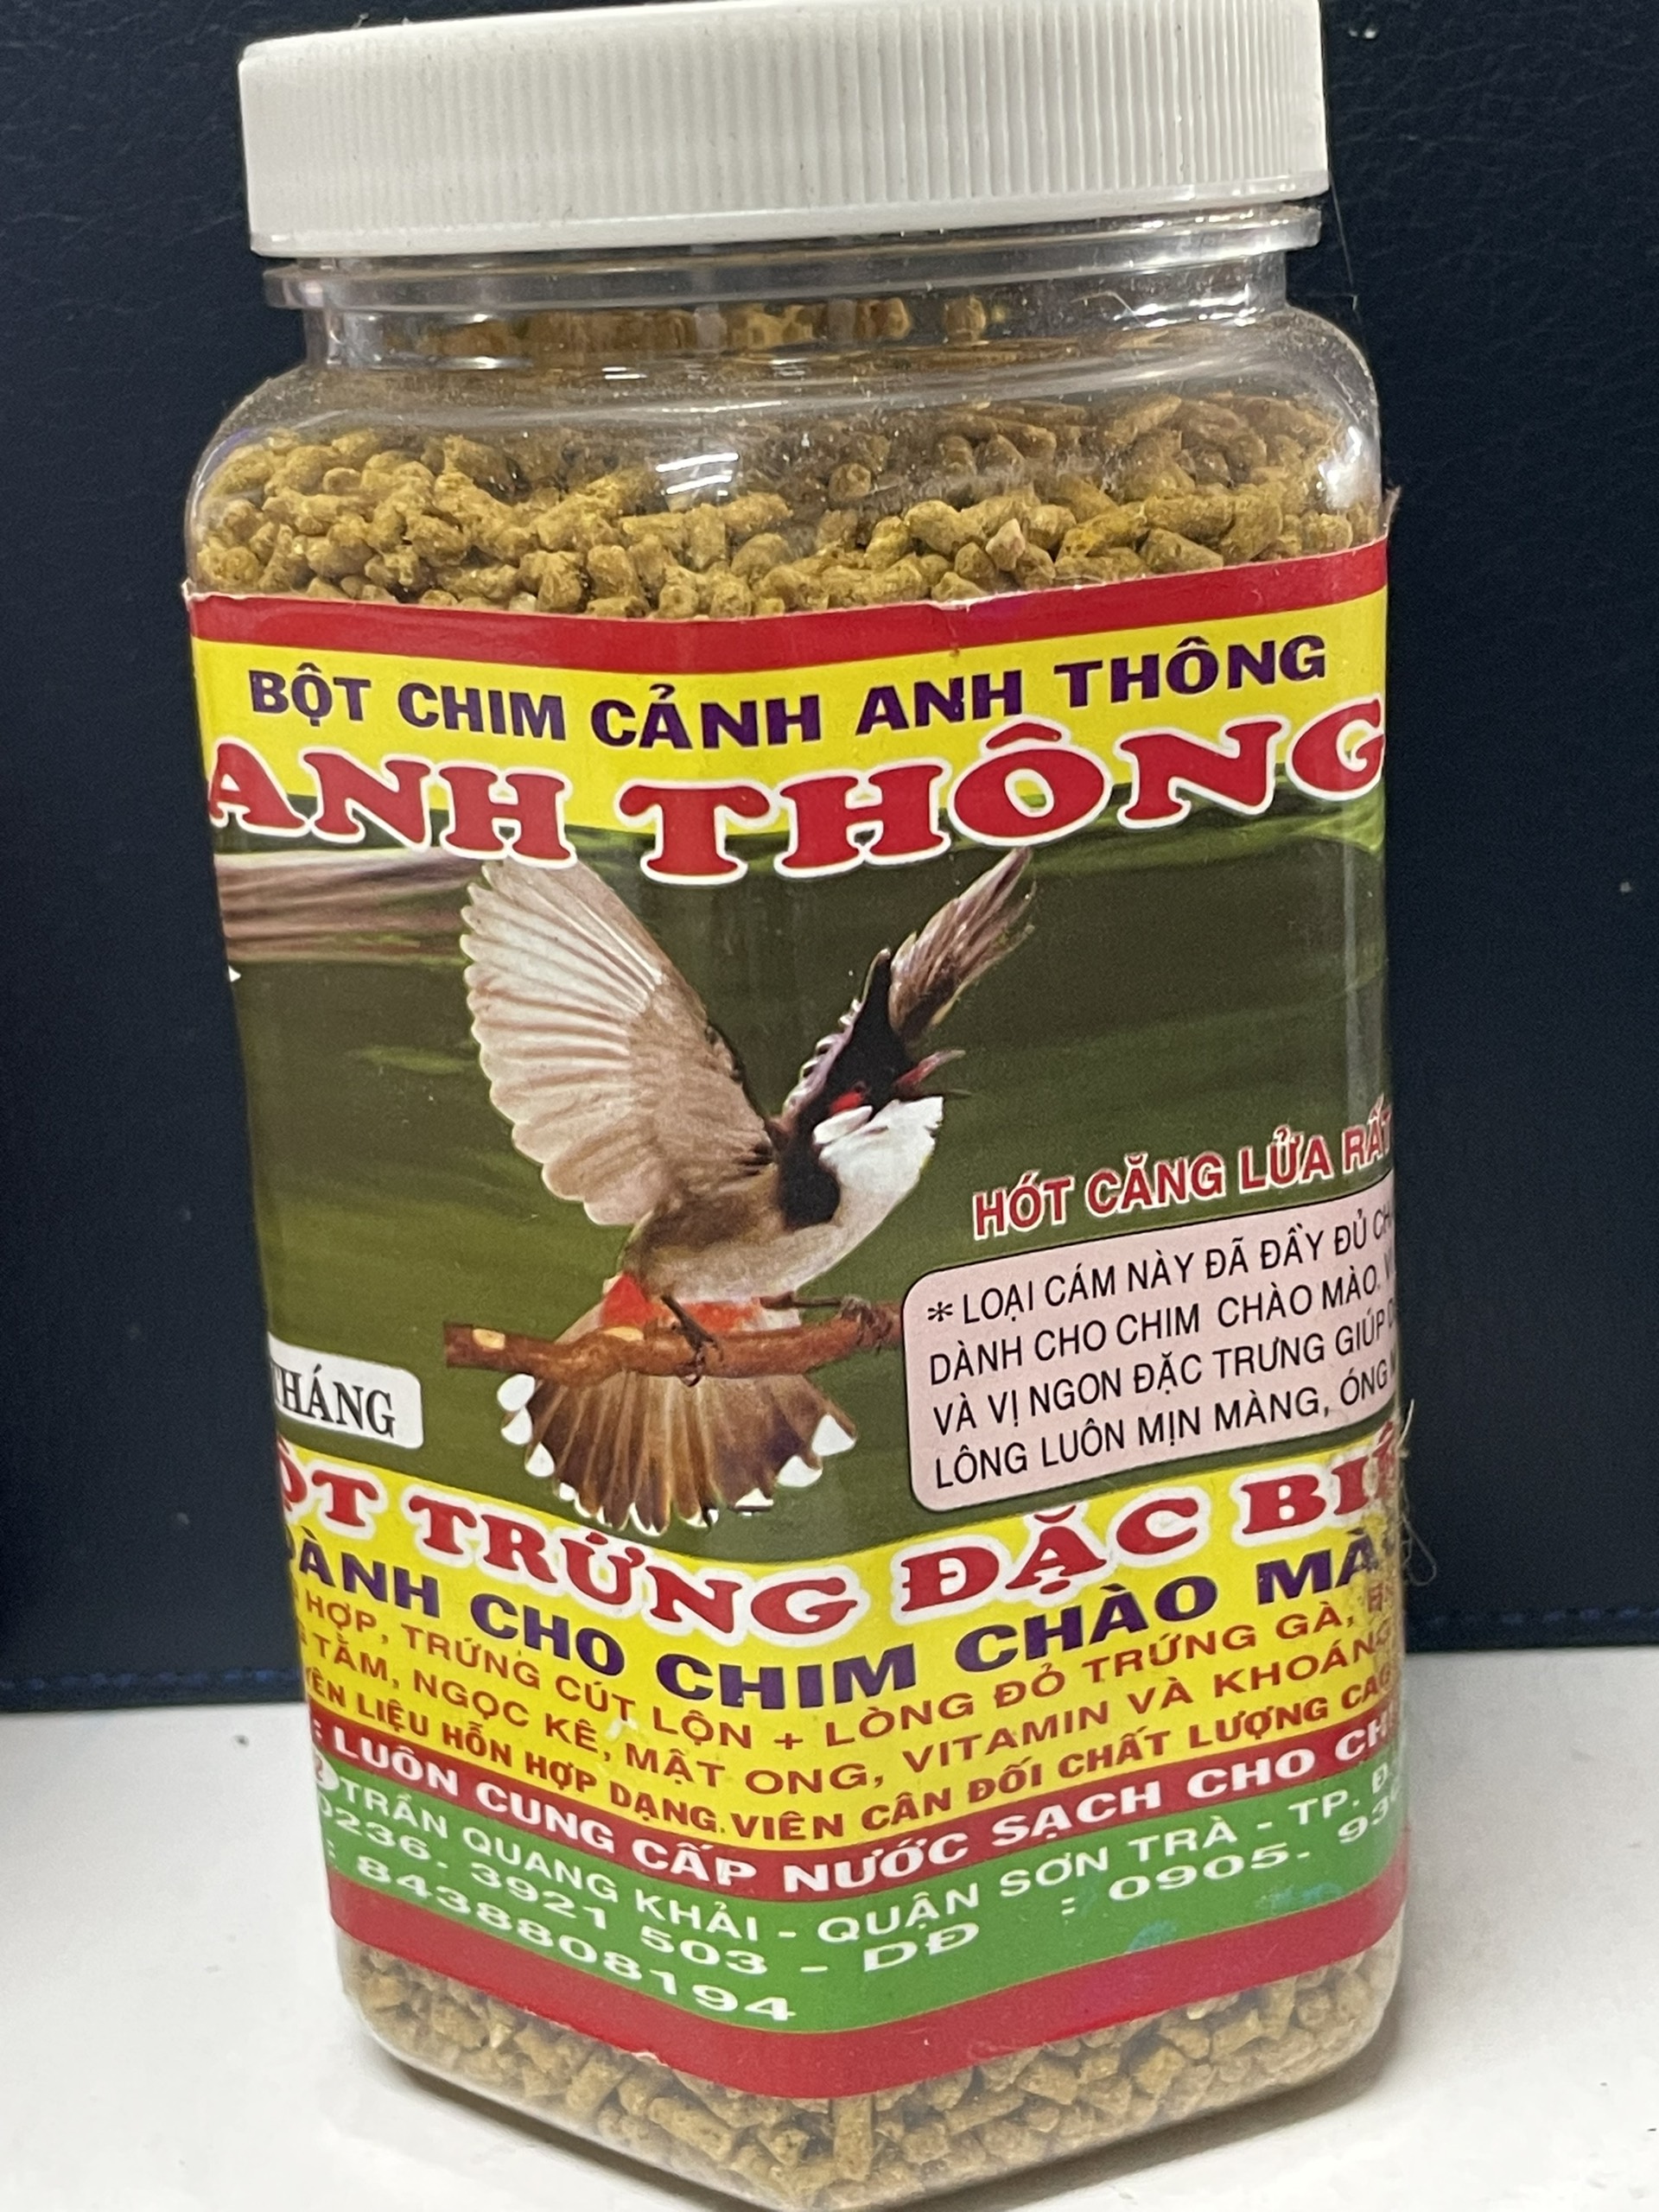 BỘT CHIM CẢNH ANH THÔNG
ANH THÔNG
HÓT CĂNG LỬA RẤT
* LOẠI CÁM NÀY ĐÃ ĐẦY ĐỦ
DÀNH CHO CHIM CHÀO MÀO.
VÀ VỊ NGON ĐẶC TRƯNG GIÚP
LÔNG LUÔN MỊN MÀNG, ÓNG
THÁNG
TRỨNG ĐẶC
DÀNH CHO CHIM CHÀO MÀO
HỢP, TRỨNG CÚT LỘN + LÒNG ĐỎ TRỨNG GÀ,
TẰM, NGỌC KÊ, MẬT ONG, VITAMIN VÀ KHOÁNG
LIỆU HỖN HỢP DẠNG VIÊN CÂN ĐỐI CHẤT LƯỢNG CAO
LUÔN CUNG CẤP NƯỚC SẠCH CHO
TRẦN QUANG KHẢI - QUẬN SƠN TRÀ - TP.
0236. 3921 503 - DĐ : 0905.
: 84388808194